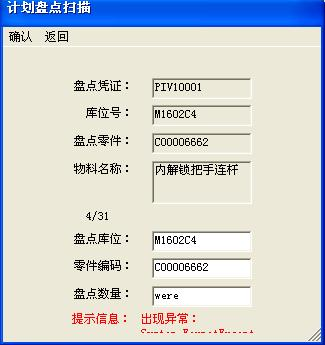 计划盘点扫描
确认 返回
盘点凭证： PIV10001
库位号： M1602C4
盘点零件： C00006662
物料名称： 内解锁把手连杆
4/31
盘点库位： M1602C4
零件编码： C00006662
盘点数量： were
提示信息： 出现异常：